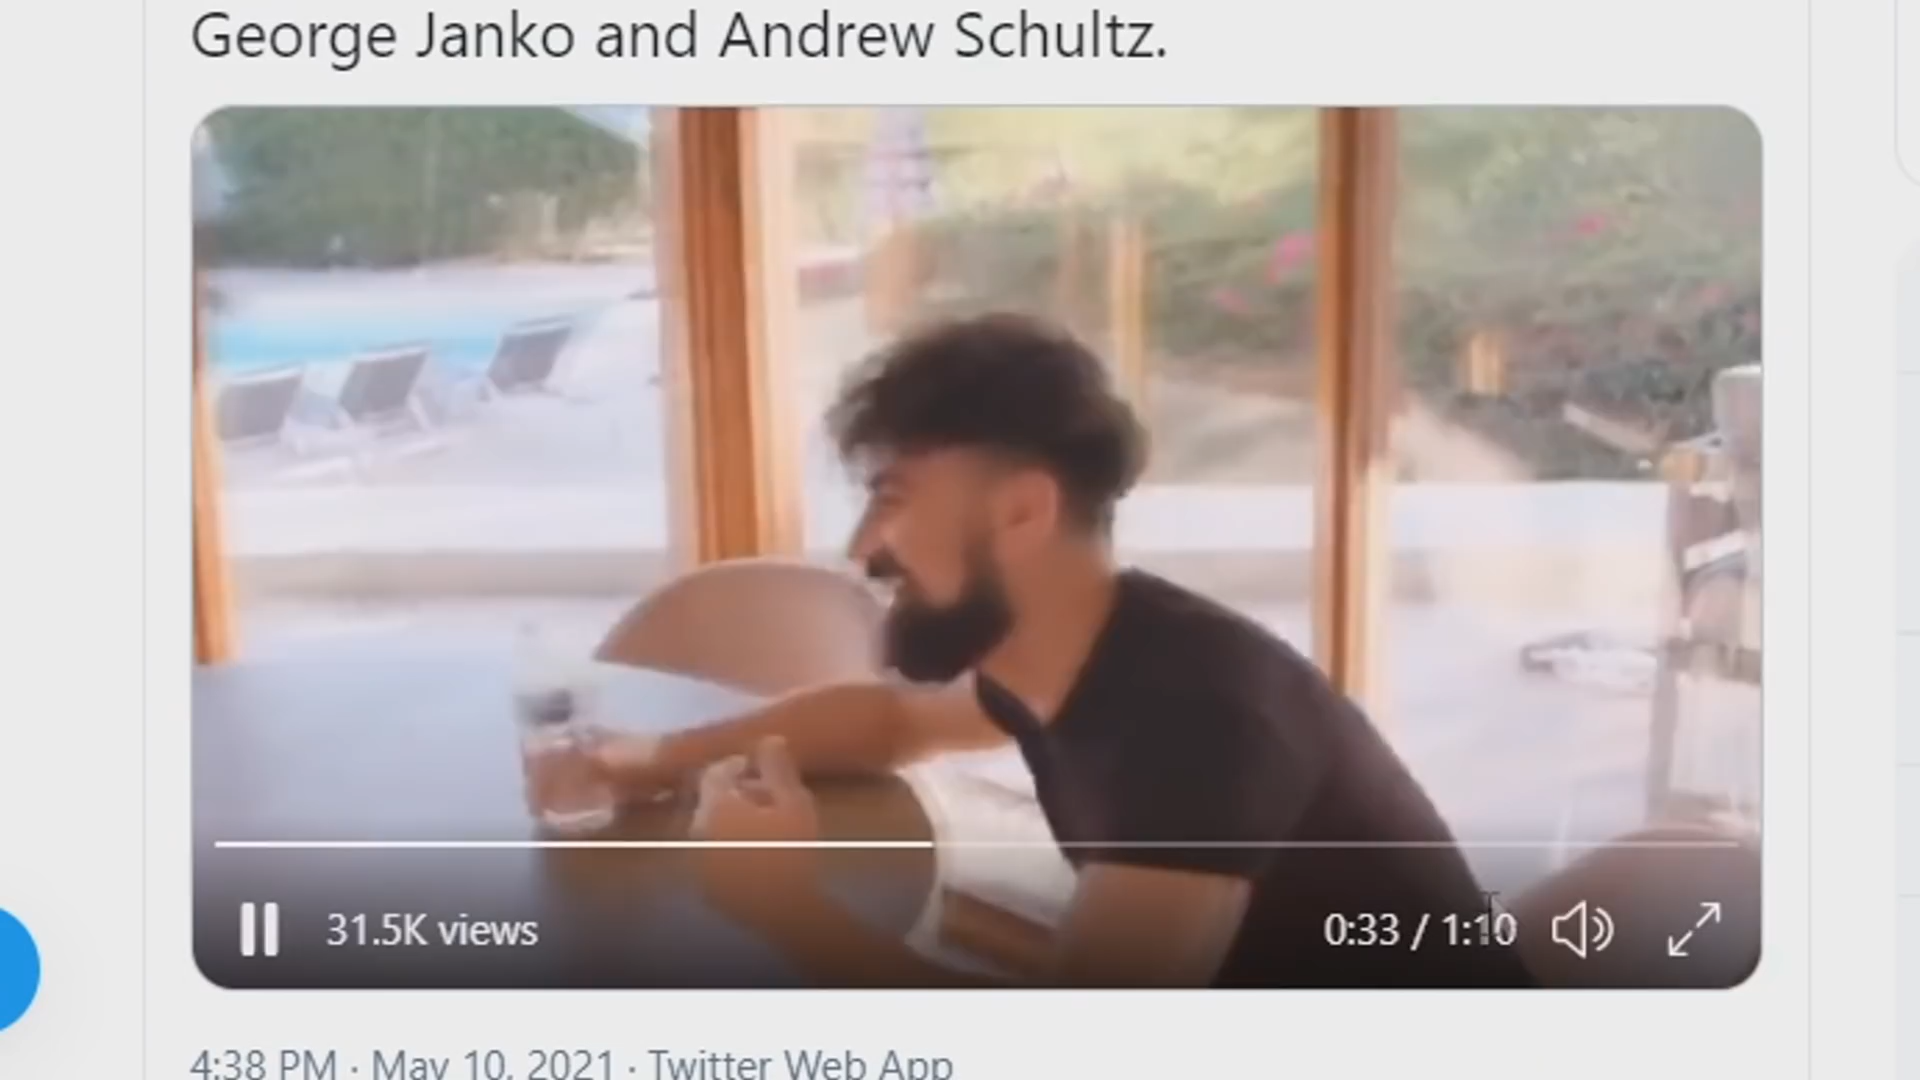 George Janko and Andrew Schultz.
31.5K views
0:33 / 1:10
4:38 PM · May 10, 2021 · Twitter Web App